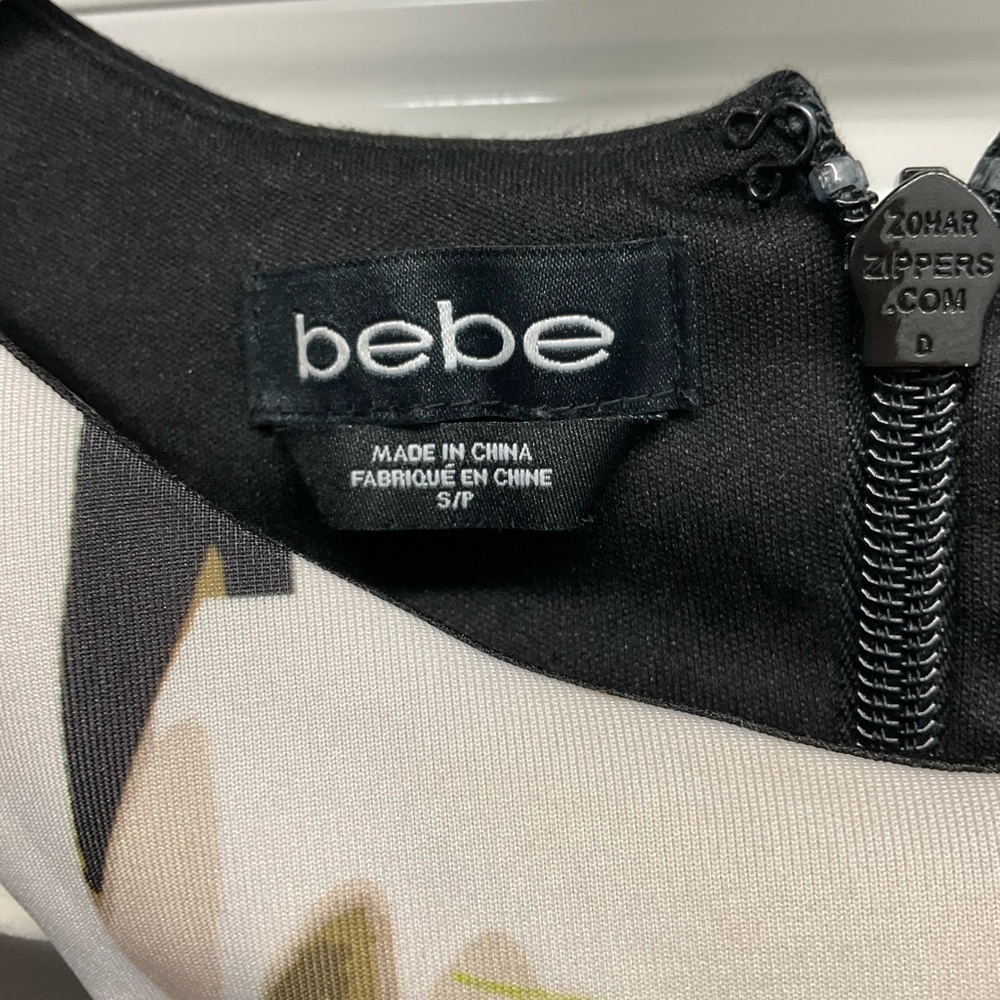 bebe
MADE IN CHINA
FABRIQUÉ EN CHINE
S/P
ZOHAR
ZIPPERS
.COM
D